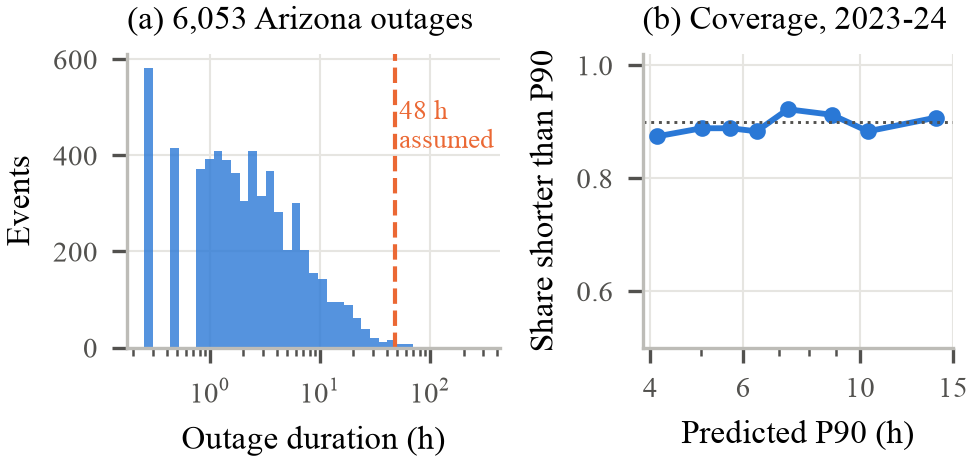 (a) 6,053 Arizona outages
600
400
200
0
Events
48 h
assumed
10⁰
10¹
10²
Outage duration (h)
(b) Coverage, 2023-24
1.0
0.8
0.6
Share shorter than P90
4
6
10
15
Predicted P90 (h)